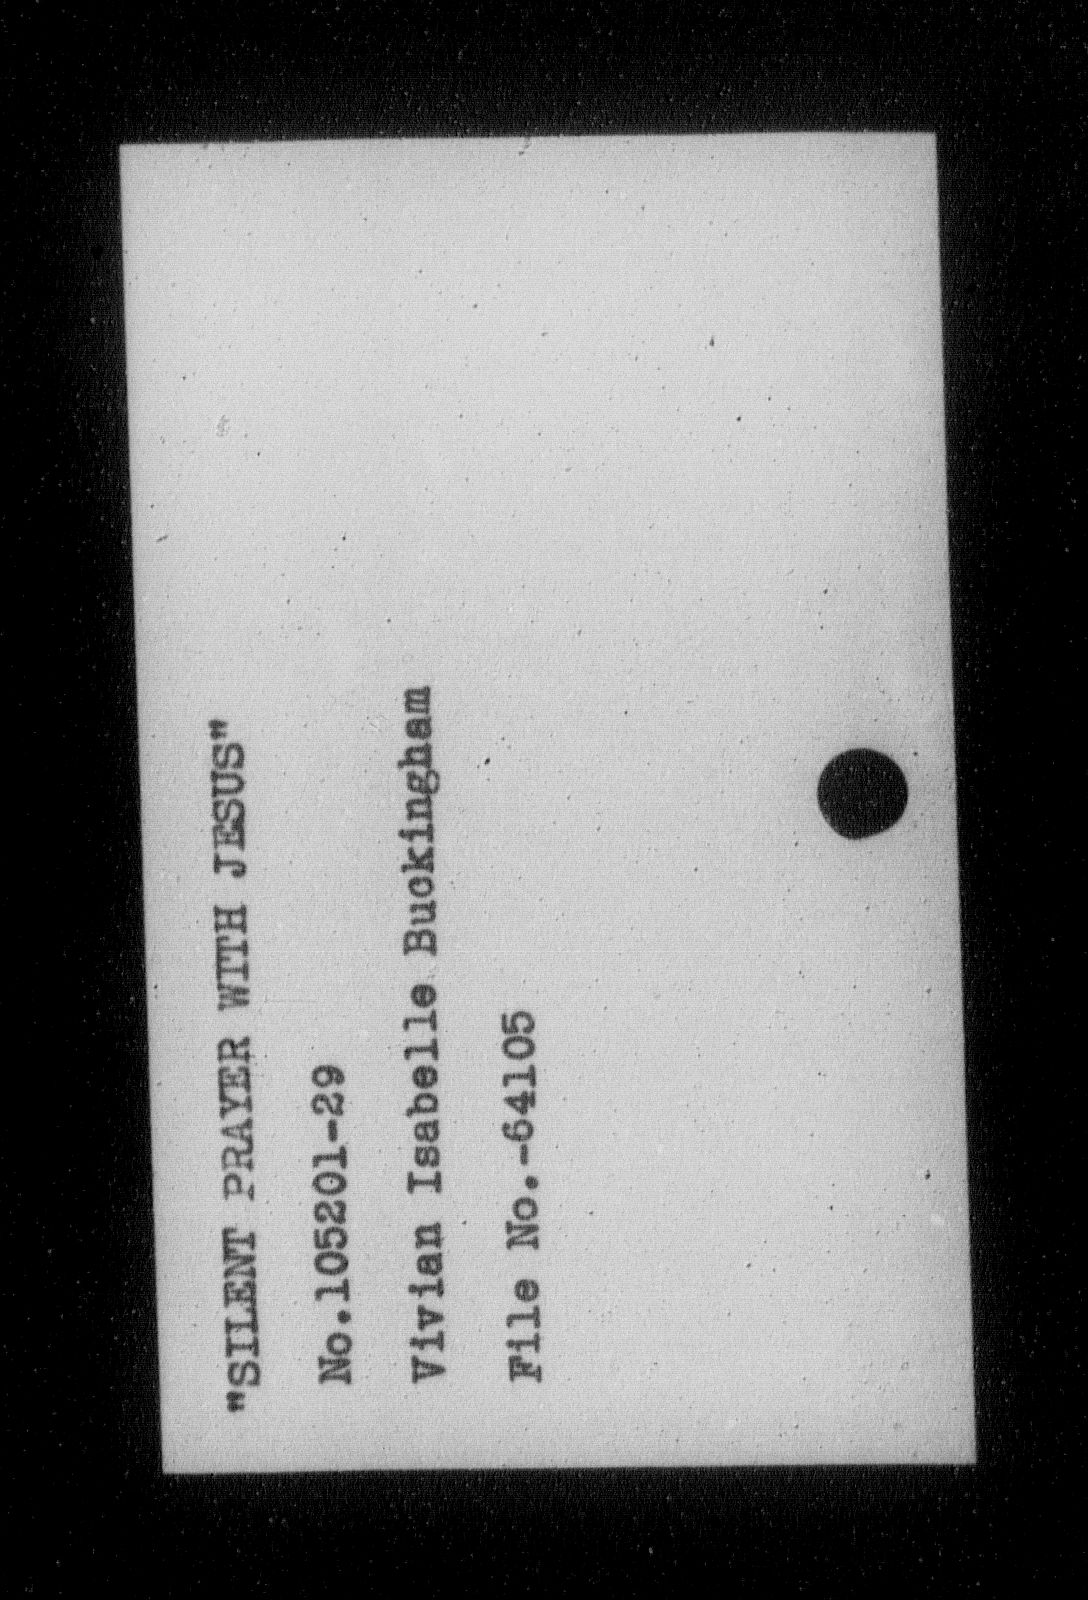 "SILENT PRAYER WITH JESUS"
No.105201-29
Vivian Isabelle Buckingham
File No.-64105